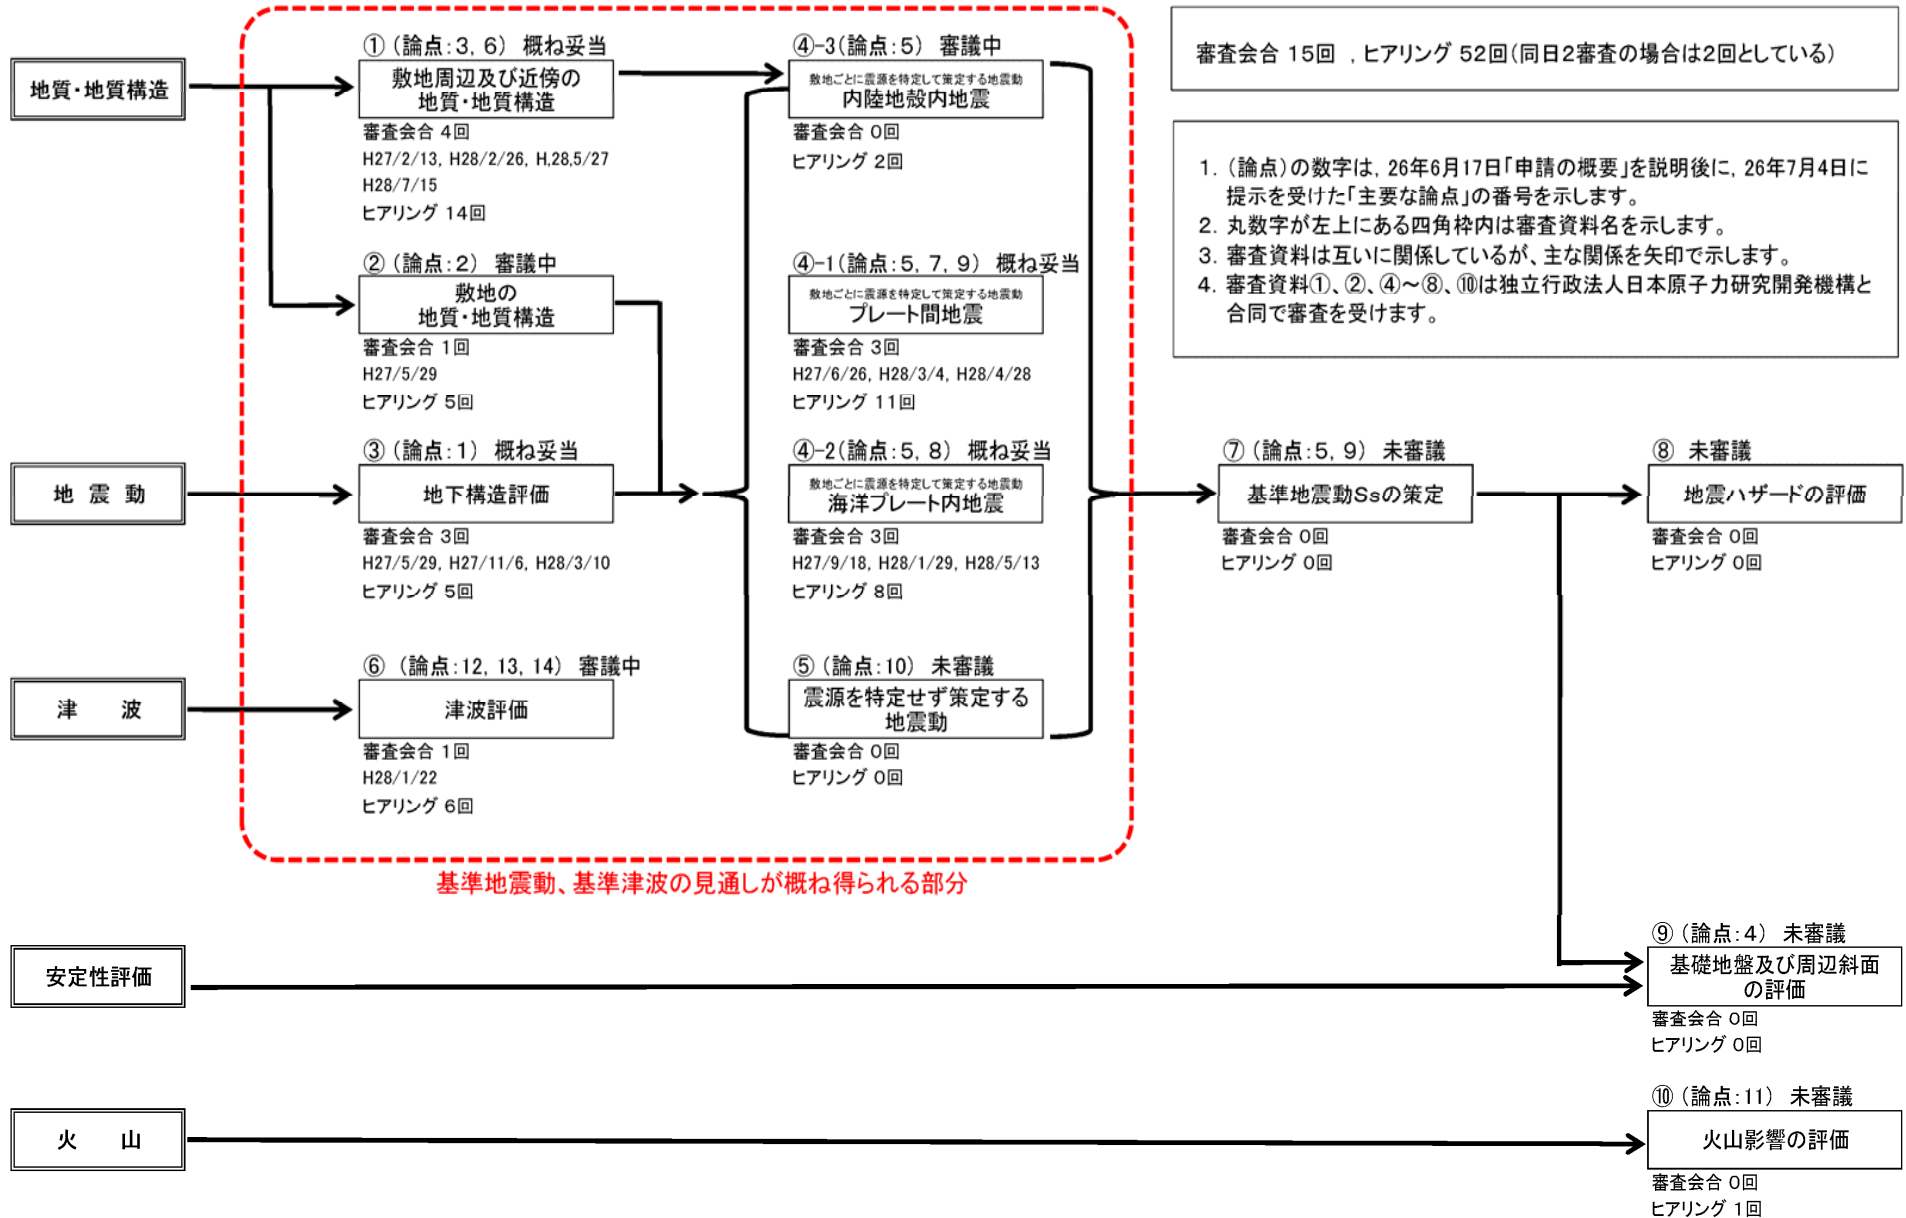 審査会合 15回 ，ヒアリング 52回(同日2審査の場合は2回としている)
1．(論点)の数字は，26年6月17日｢申請の概要｣を説明後に，26年7月4日に
提示を受けた｢主要な論点｣の番号を示します。
2．丸数字が左上にある四角枠内は審査資料名を示します。
3．審査資料は互いに関係しているが、主な関係を矢印で示します。
4．審査資料①、②、④～⑧、⑩は独立行政法人日本原子力研究開発機構と
合同で審査を受けます。
地質・地質構造
① (論点：3，6) 概ね妥当
敷地周辺及び近傍の
地質・地質構造
審査会合 4回
H27/2/13，H28/2/26，H,28,5/27
H28/7/15
ヒアリング 14回
② (論点：2) 審議中
敷地の
地質・地質構造
審査会合 1回
H27/5/29
ヒアリング 5回
地 震 動
③ (論点：1) 概ね妥当
地下構造評価
審査会合 3回
H27/5/29，H27/11/6，H28/3/10
ヒアリング 5回
津 波
⑥ (論点：12，13，14) 審議中
津波評価
審査会合 1回
H28/1/22
ヒアリング 6回
④-3(論点：5) 審議中
敷地ごとに震源を特定して策定する地震動
内陸地殻内地震
審査会合 0回
ヒアリング 2回
④-1(論点：5，7，9) 概ね妥当
敷地ごとに震源を特定して策定する地震動
プレート間地震
審査会合 3回
H27/6/26，H28/3/4，H28/4/28
ヒアリング 11回
④-2(論点：5，8) 概ね妥当
敷地ごとに震源を特定して策定する地震動
海洋プレート内地震
審査会合 3回
H27/9/18，H28/1/29，H28/5/13
ヒアリング 8回
⑤ (論点：10) 未審議
震源を特定せず策定する
地震動
審査会合 0回
ヒアリング 0回
基準地震動、基準津波の見通しが概ね得られる部分
⑦ (論点：5，9) 未審議
基準地震動Ssの策定
審査会合 0回
ヒアリング 0回
⑧ 未審議
地震ハザードの評価
審査会合 0回
ヒアリング 0回
安定性評価
⑨ (論点：4) 未審議
基礎地盤及び周辺斜面
の評価
審査会合 0回
ヒアリング 0回
火 山
⑩ (論点：11) 未審議
火山影響の評価
審査会合 0回
ヒアリング 1回